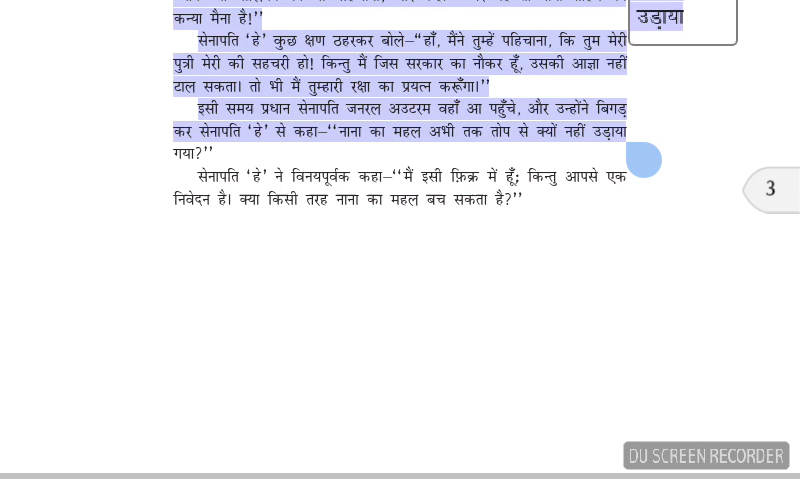 कन्या मैना है!’’
उड़ाया
सेनापति ‘हे’ कुछ क्षण ठहरकर बोले–“हाँ, मैंने तुम्हें पहिचाना, कि तुम मेरी
पुत्री मेरी की सहचरी हो! किन्तु मैं जिस सरकार का नौकर हूँ, उसकी आज्ञा नहीं
टाल सकता। तो भी मैं तुम्हारी रक्षा का प्रयत्न करूँगा।’’
इसी समय प्रधान सेनापति जनरल अउटरम वहाँ आ पहुँचे, और उन्होंने बिगड़
कर सेनापति ‘हे’ से कहा–‘‘नाना का महल अभी तक तोप से क्यों नहीं उड़ाया
गया?’’
सेनापति ‘हे’ ने विनयपूर्वक कहा–‘‘मैं इसी फ़िक्र में हूँ; किन्तु आपसे एक
निवेदन है। क्या किसी तरह नाना का महल बच सकता है?’’
3
DU SCREEN RECORDER